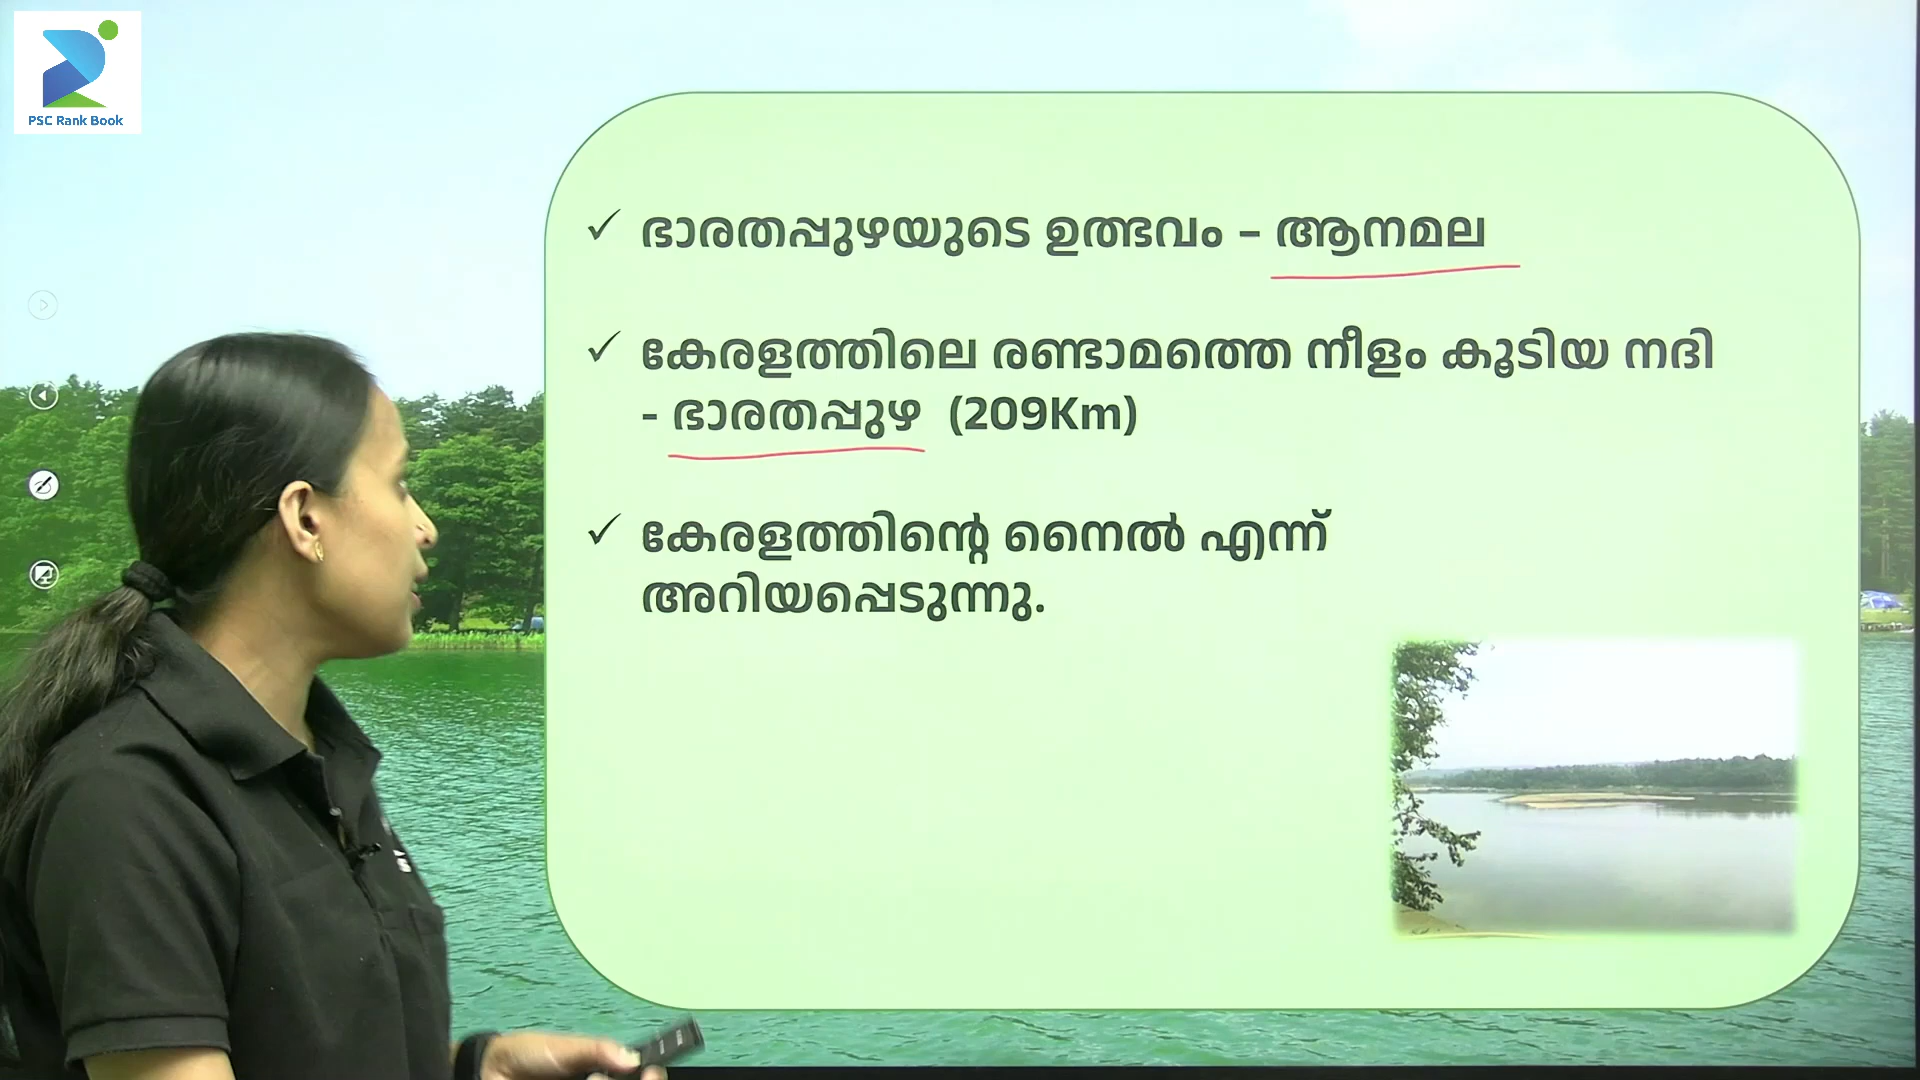 PSC Rank Book
ഭാരതപ്പുഴയുടെ ഉത്ഭവം – ആനമല
കേരളത്തിലെ രണ്ടാമത്തെ നീളം കൂടിയ നദി
- ഭാരതപ്പുഴ (209Km)
കേരളത്തിന്റെ നൈൽ എന്ന്
അറിയപ്പെടുന്നു.